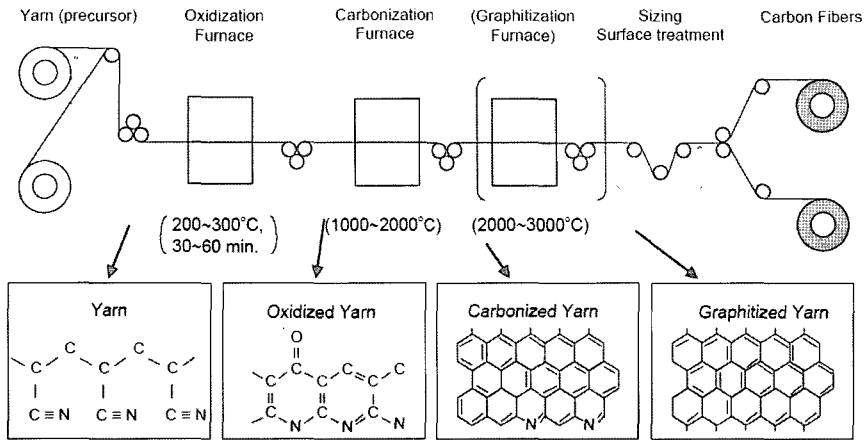 Yarn (precursor)
Oxidization
Furnace
Carbonization
Furnace
(Graphitization
Furnace)
Sizing
Surface treatment
Carbon Fibers
(200~300°C,
30~60 min.)
(1000~2000°C)
(2000~3000°C)
Yarn
C C
C C C
C≡N C≡N C≡N
Oxidized Yarn
O
C C C
C C C C
N N N
Carbonized Yarn
N N
Graphitized Yarn